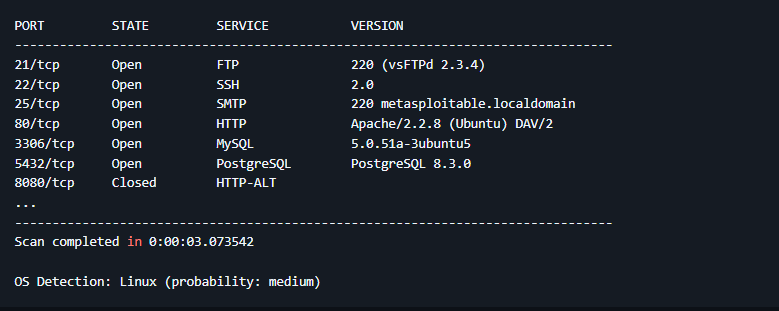 PORT STATE SERVICE VERSION
-------------------------------------------------------------------------------
21/tcp Open FTP 220 (vsFTPd 2.3.4)
22/tcp Open SSH 2.0
25/tcp Open SMTP 220 metasploitable.localdomain
80/tcp Open HTTP Apache/2.2.8 (Ubuntu) DAV/2
3306/tcp Open MySQL 5.0.51a-3ubuntu5
5432/tcp Open PostgreSQL PostgreSQL 8.3.0
8080/tcp Closed HTTP-ALT
...
-------------------------------------------------------------------------------
Scan completed in 0:00:03.073542
OS Detection: Linux (probability: medium)